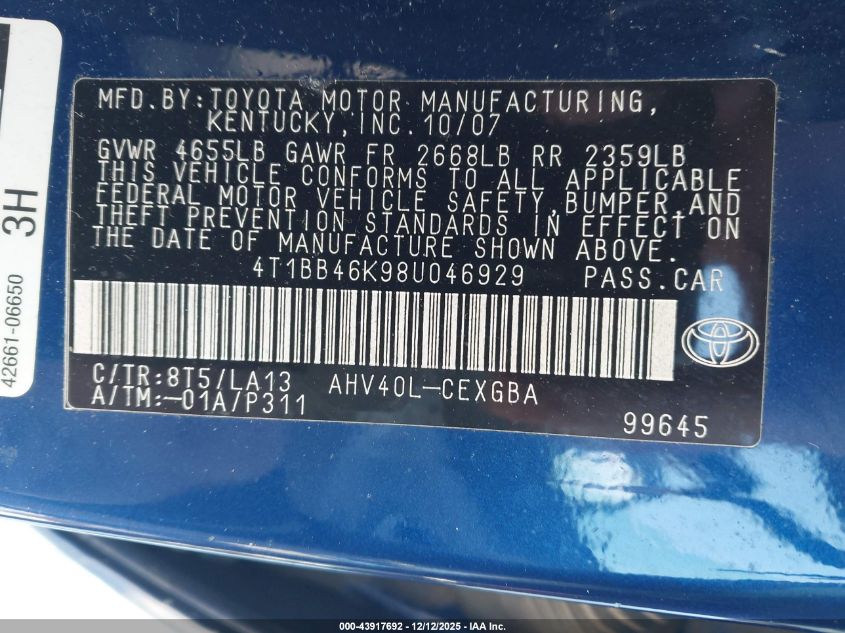 MFD.BY:TOYOTA MOTOR MANUFACTURING,
KENTUCKY, INC. 10/07
GVWR 4655LB GAWR FR 2668LB RR 2359LB
THIS VEHICLE CONFORMS TO ALL APPLICABLE
FEDERAL MOTOR VEHICLE SAFETY, BUMPER, AND
THEFT PREVENTION STANDARDS IN EFFECT ON
THE DATE OF MANUFACTURE SHOWN ABOVE.
4T1BB46K98U046929 PASS.CAR
C/TR:8T5/LA13 AHV40L-CEXGBA
A/TM:-01A/P311
99645
42661-06650 3H
000-43917692 - 12/12/2025 - IAA Inc.